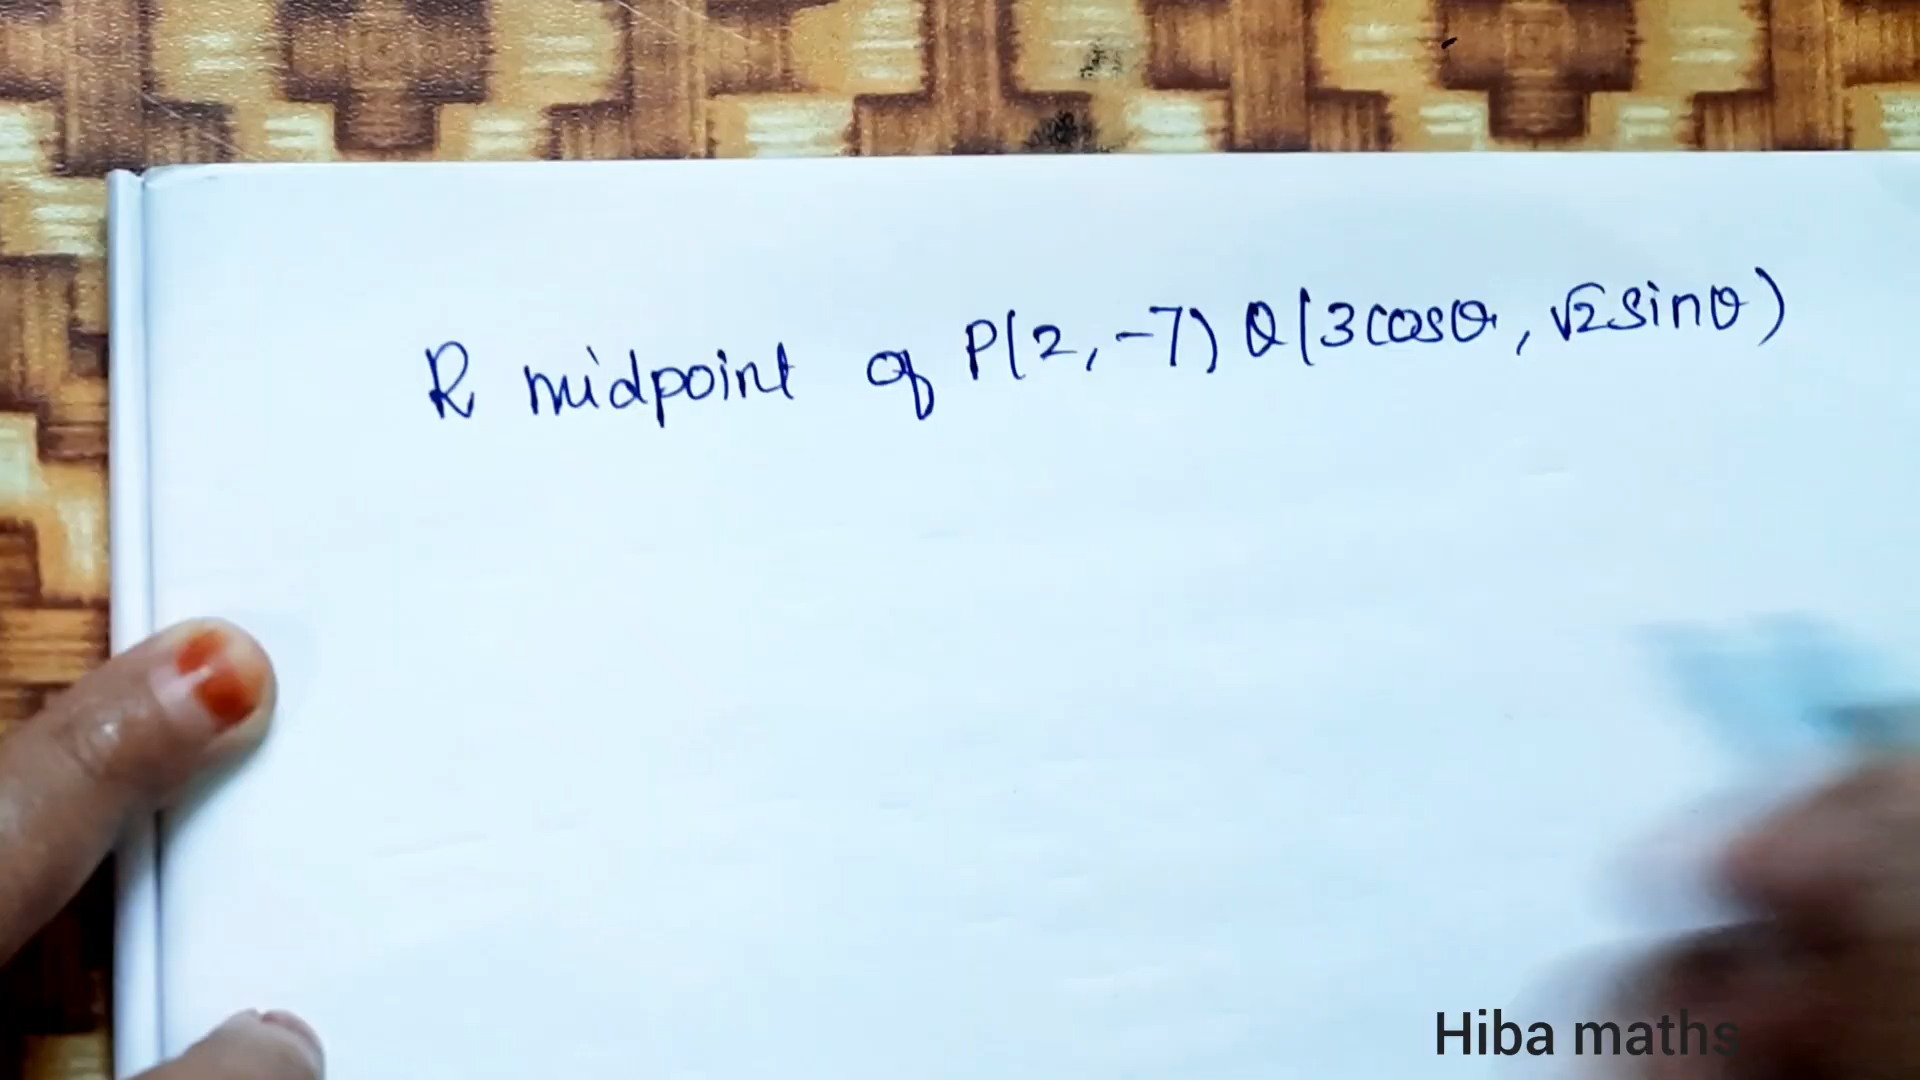 R midpoint of P(2,-7) Q(3cosθ, √2sinθ)
Hiba maths